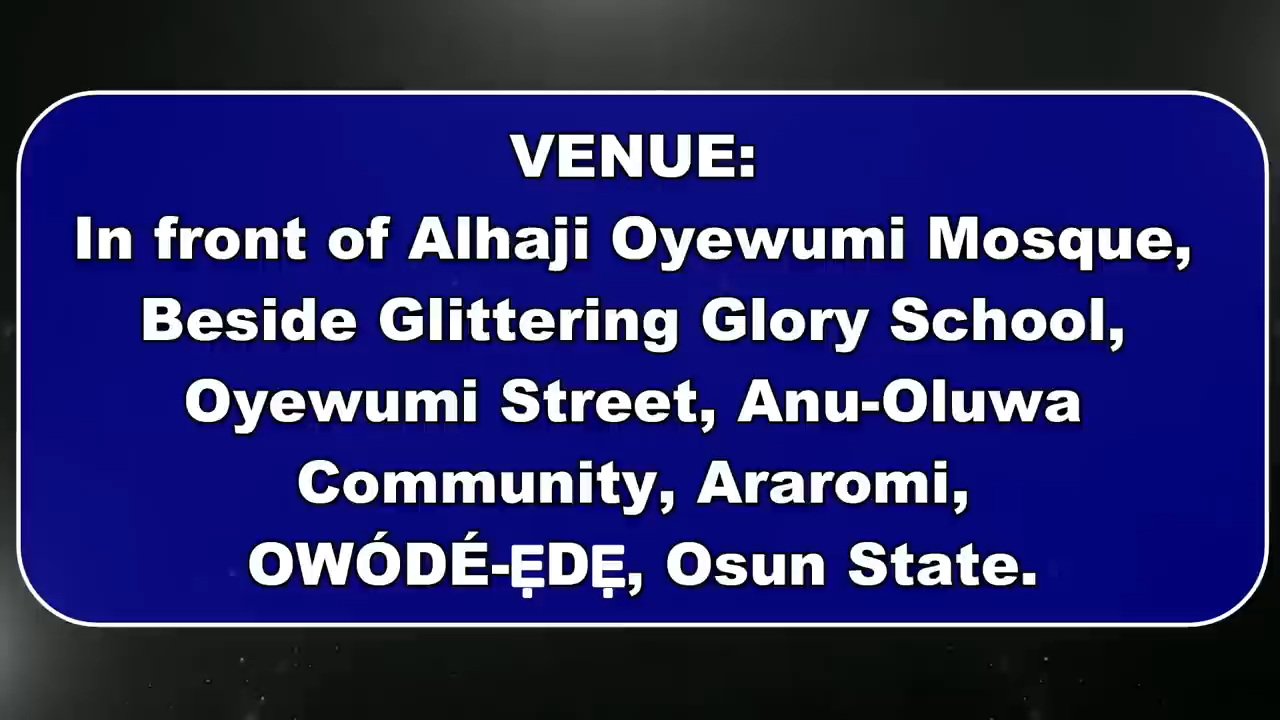 VENUE:
In front of Alhaji Oyewumi Mosque,
Beside Glittering Glory School,
Oyewumi Street, Anu-Oluwa
Community, Araromi,
OWÓDÉ-ẸDẸ, Osun State.